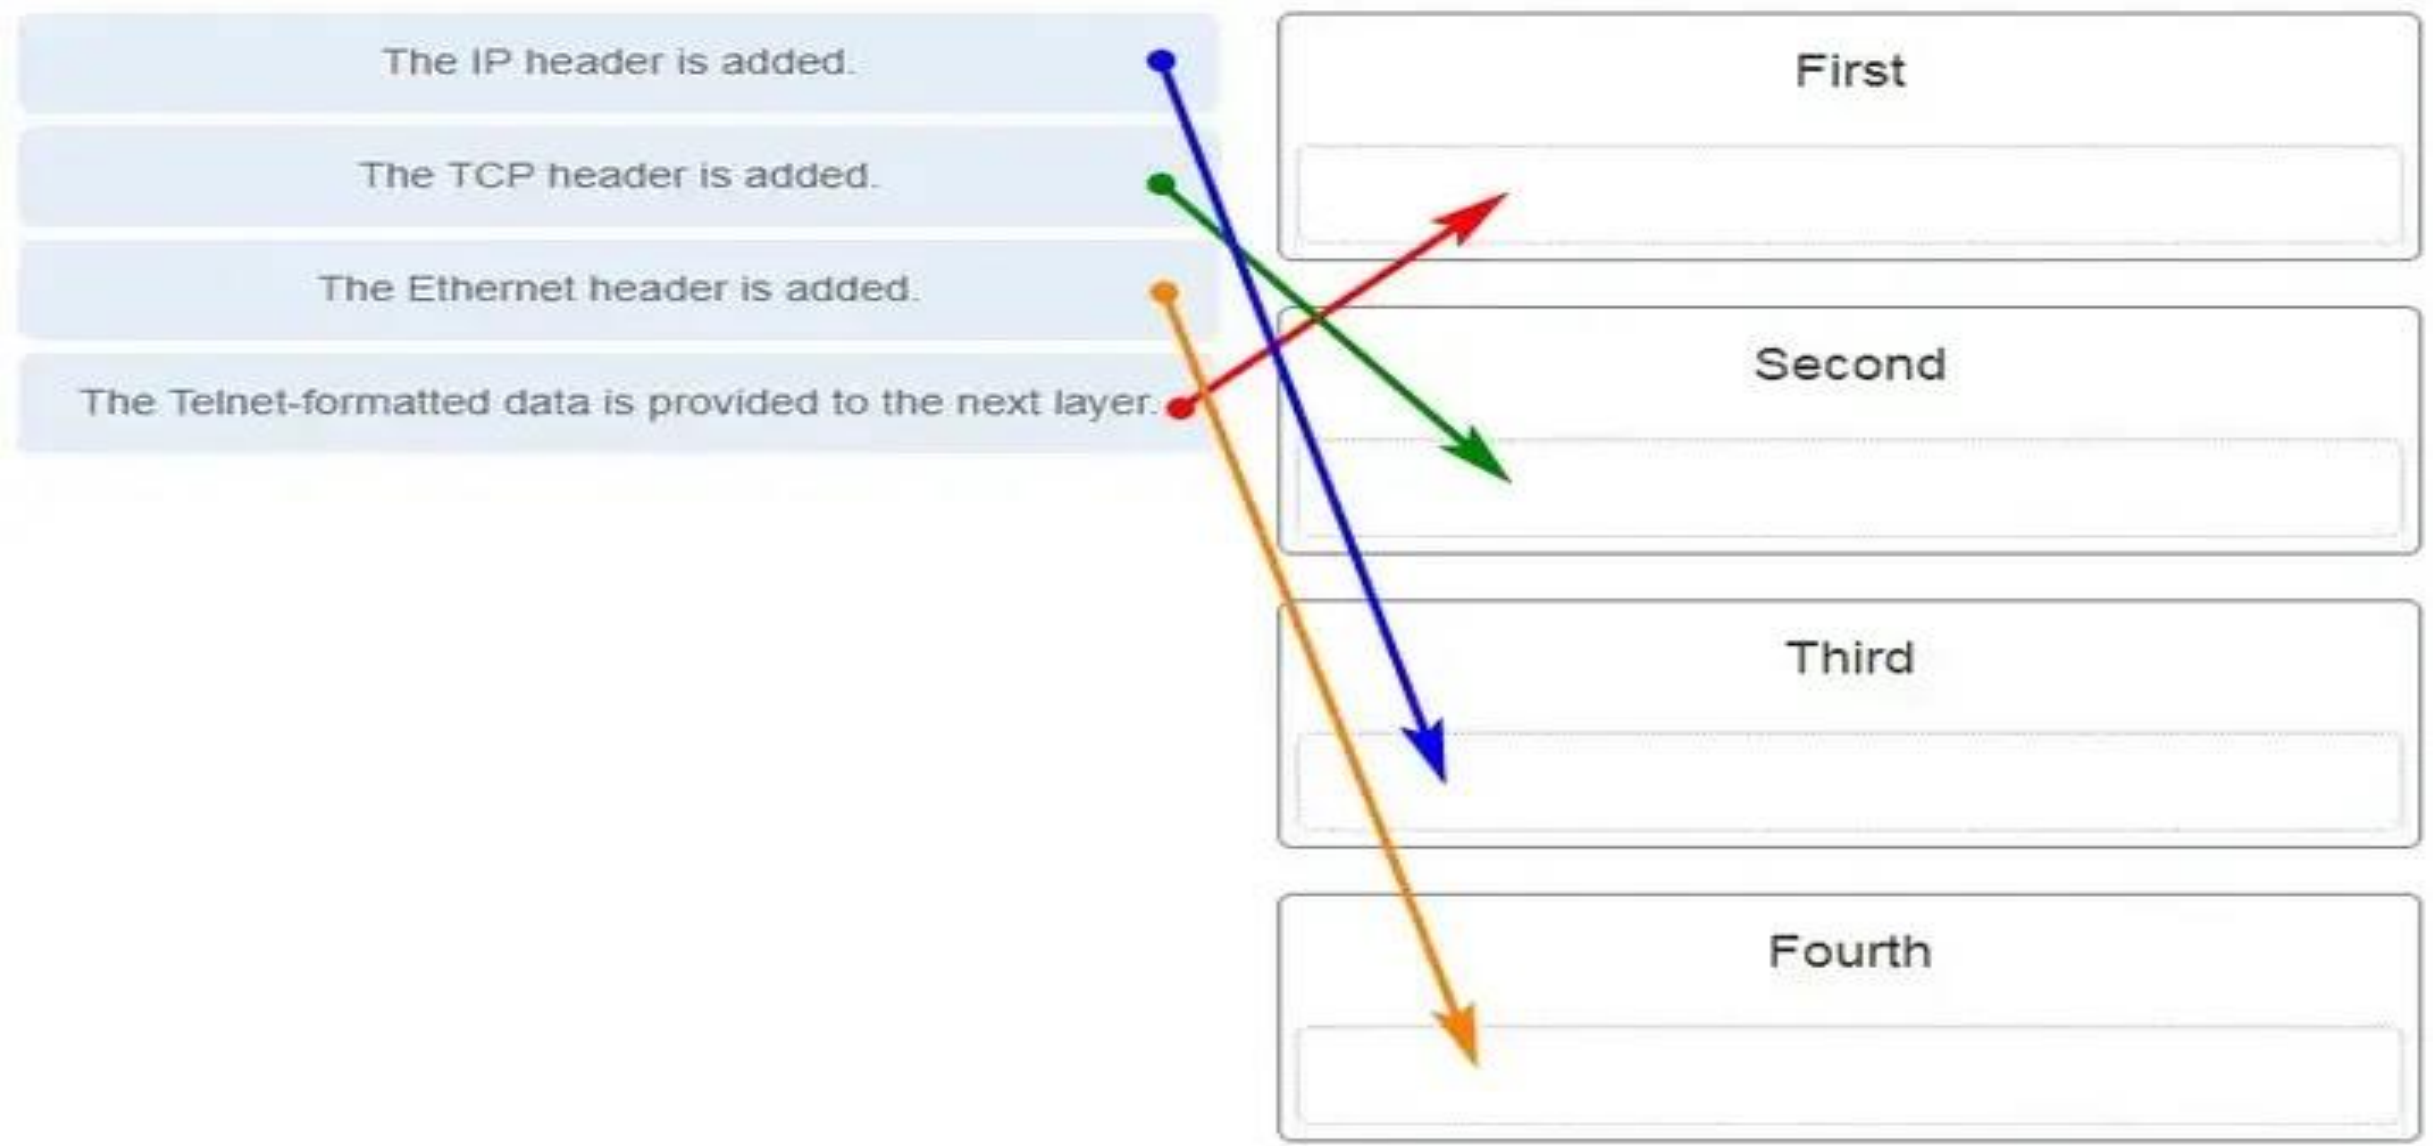 The IP header is added.
The TCP header is added.
The Ethernet header is added.
The Telnet-formatted data is provided to the next layer.
First
Second
Third
Fourth